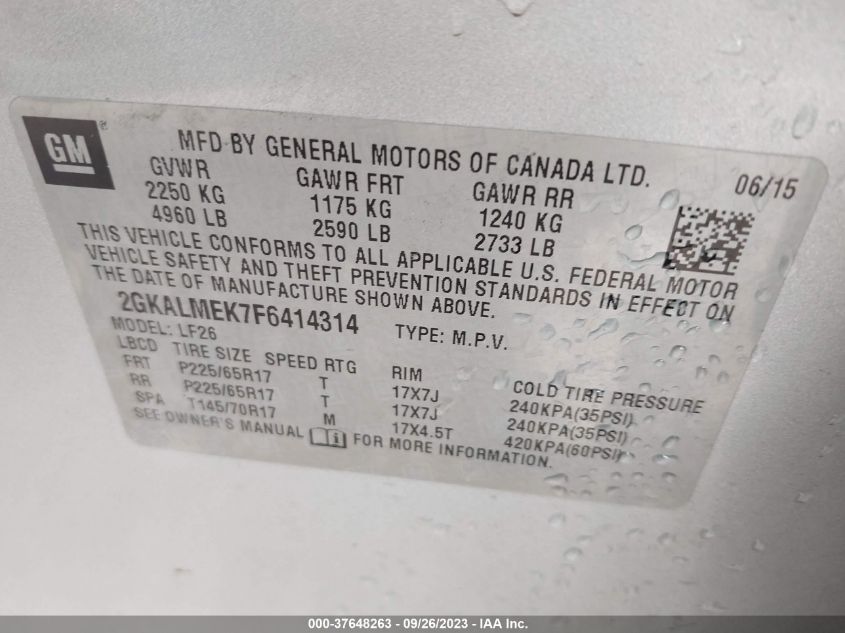 GM ®
MFD BY GENERAL MOTORS OF CANADA LTD.
06/15
GVWR GAWR FRT GAWR RR
2250 KG 1175 KG 1240 KG
4960 LB 2590 LB 2733 LB
THIS VEHICLE CONFORMS TO ALL APPLICABLE U.S. FEDERAL MOTOR
VEHICLE SAFETY AND THEFT PREVENTION STANDARDS IN EFFECT ON
THE DATE OF MANUFACTURE SHOWN ABOVE.
2GKALMEK7F6414314 TYPE: M.P.V.
MODEL: LF26
LBCD TIRE SIZE SPEED RTG RIM COLD TIRE PRESSURE
FRT P225/65R17 T 17X7J 240KPA(35PSI)
RR P225/65R17 T 17X7J 240KPA(35PSI)
SPA T145/70R17 M 17X4.5T 420KPA(60PSI)
SEE OWNER'S MANUAL i FOR MORE INFORMATION.
000-37648263 - 09/26/2023 - IAA Inc.